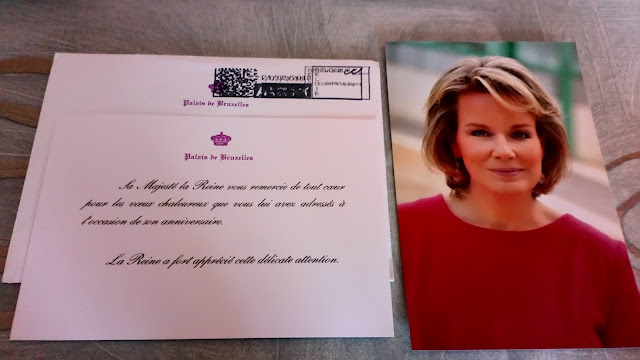 Palais de Bruxelles
Palais de Bruxelles
Sa Majesté la Reine vous remercie de tout cœur
pour les vœux chaleureux que vous lui avez adressés à
l'occasion de son anniversaire.
La Reine a fort apprécié cette délicate attention.